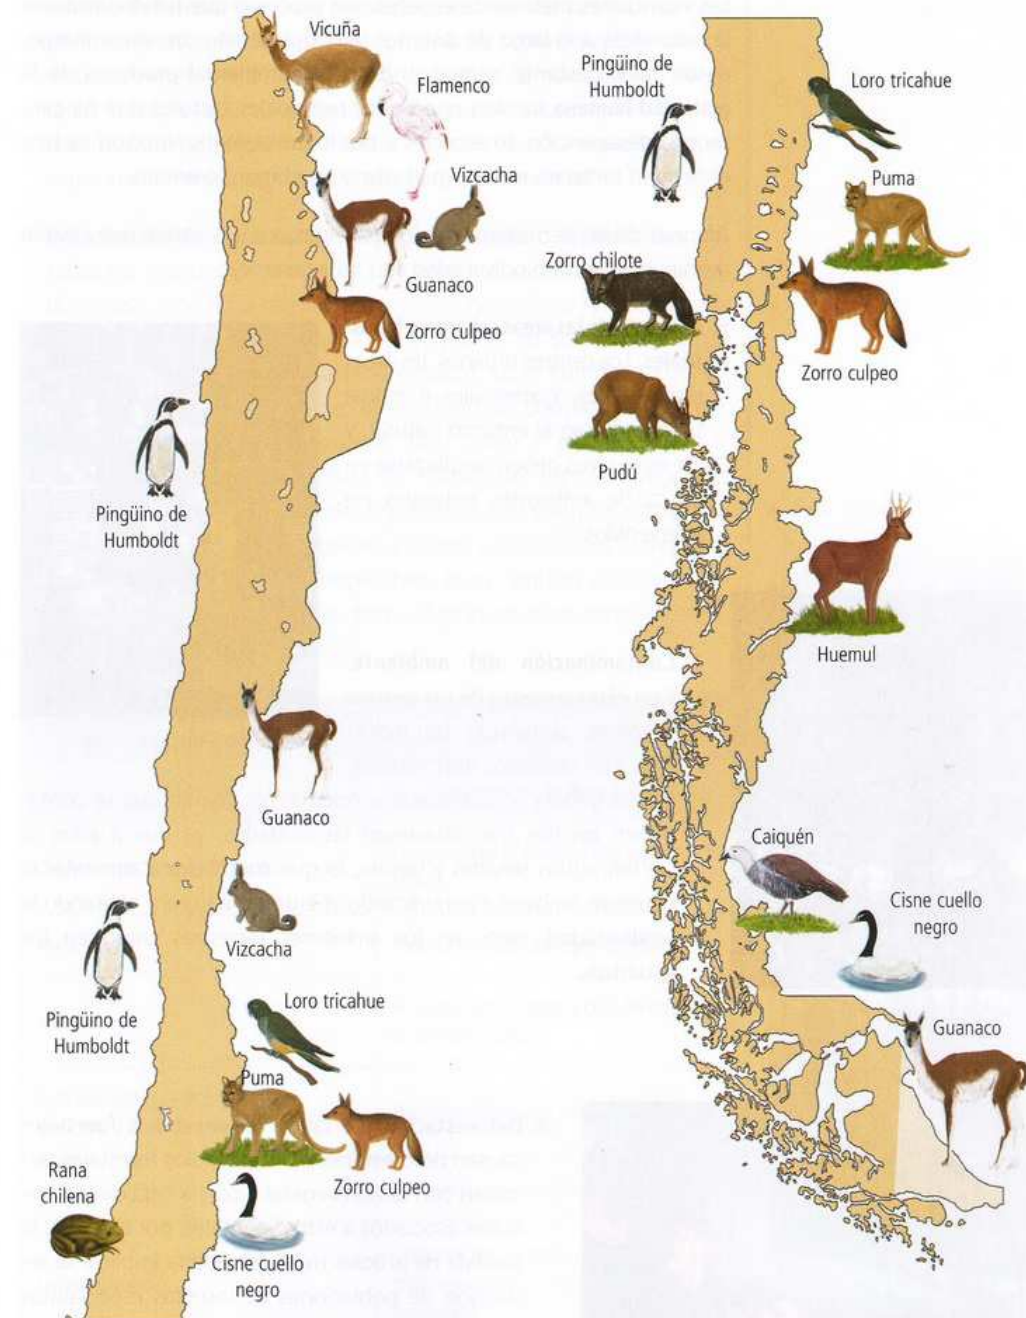 Vicuña
Flamenco
Vizcacha
Guanaco
Zorro culpeo
Pingüino de
Humboldt
Guanaco
Vizcacha
Pingüino de
Humboldt
Loro tricahue
Puma
Zorro culpeo
Rana
chilena
Cisne cuello
negro
Pingüino de
Humboldt
Loro tricahue
Puma
Zorro chilote
Zorro culpeo
Pudú
Huemul
Caiquén
Cisne cuello
negro
Guanaco